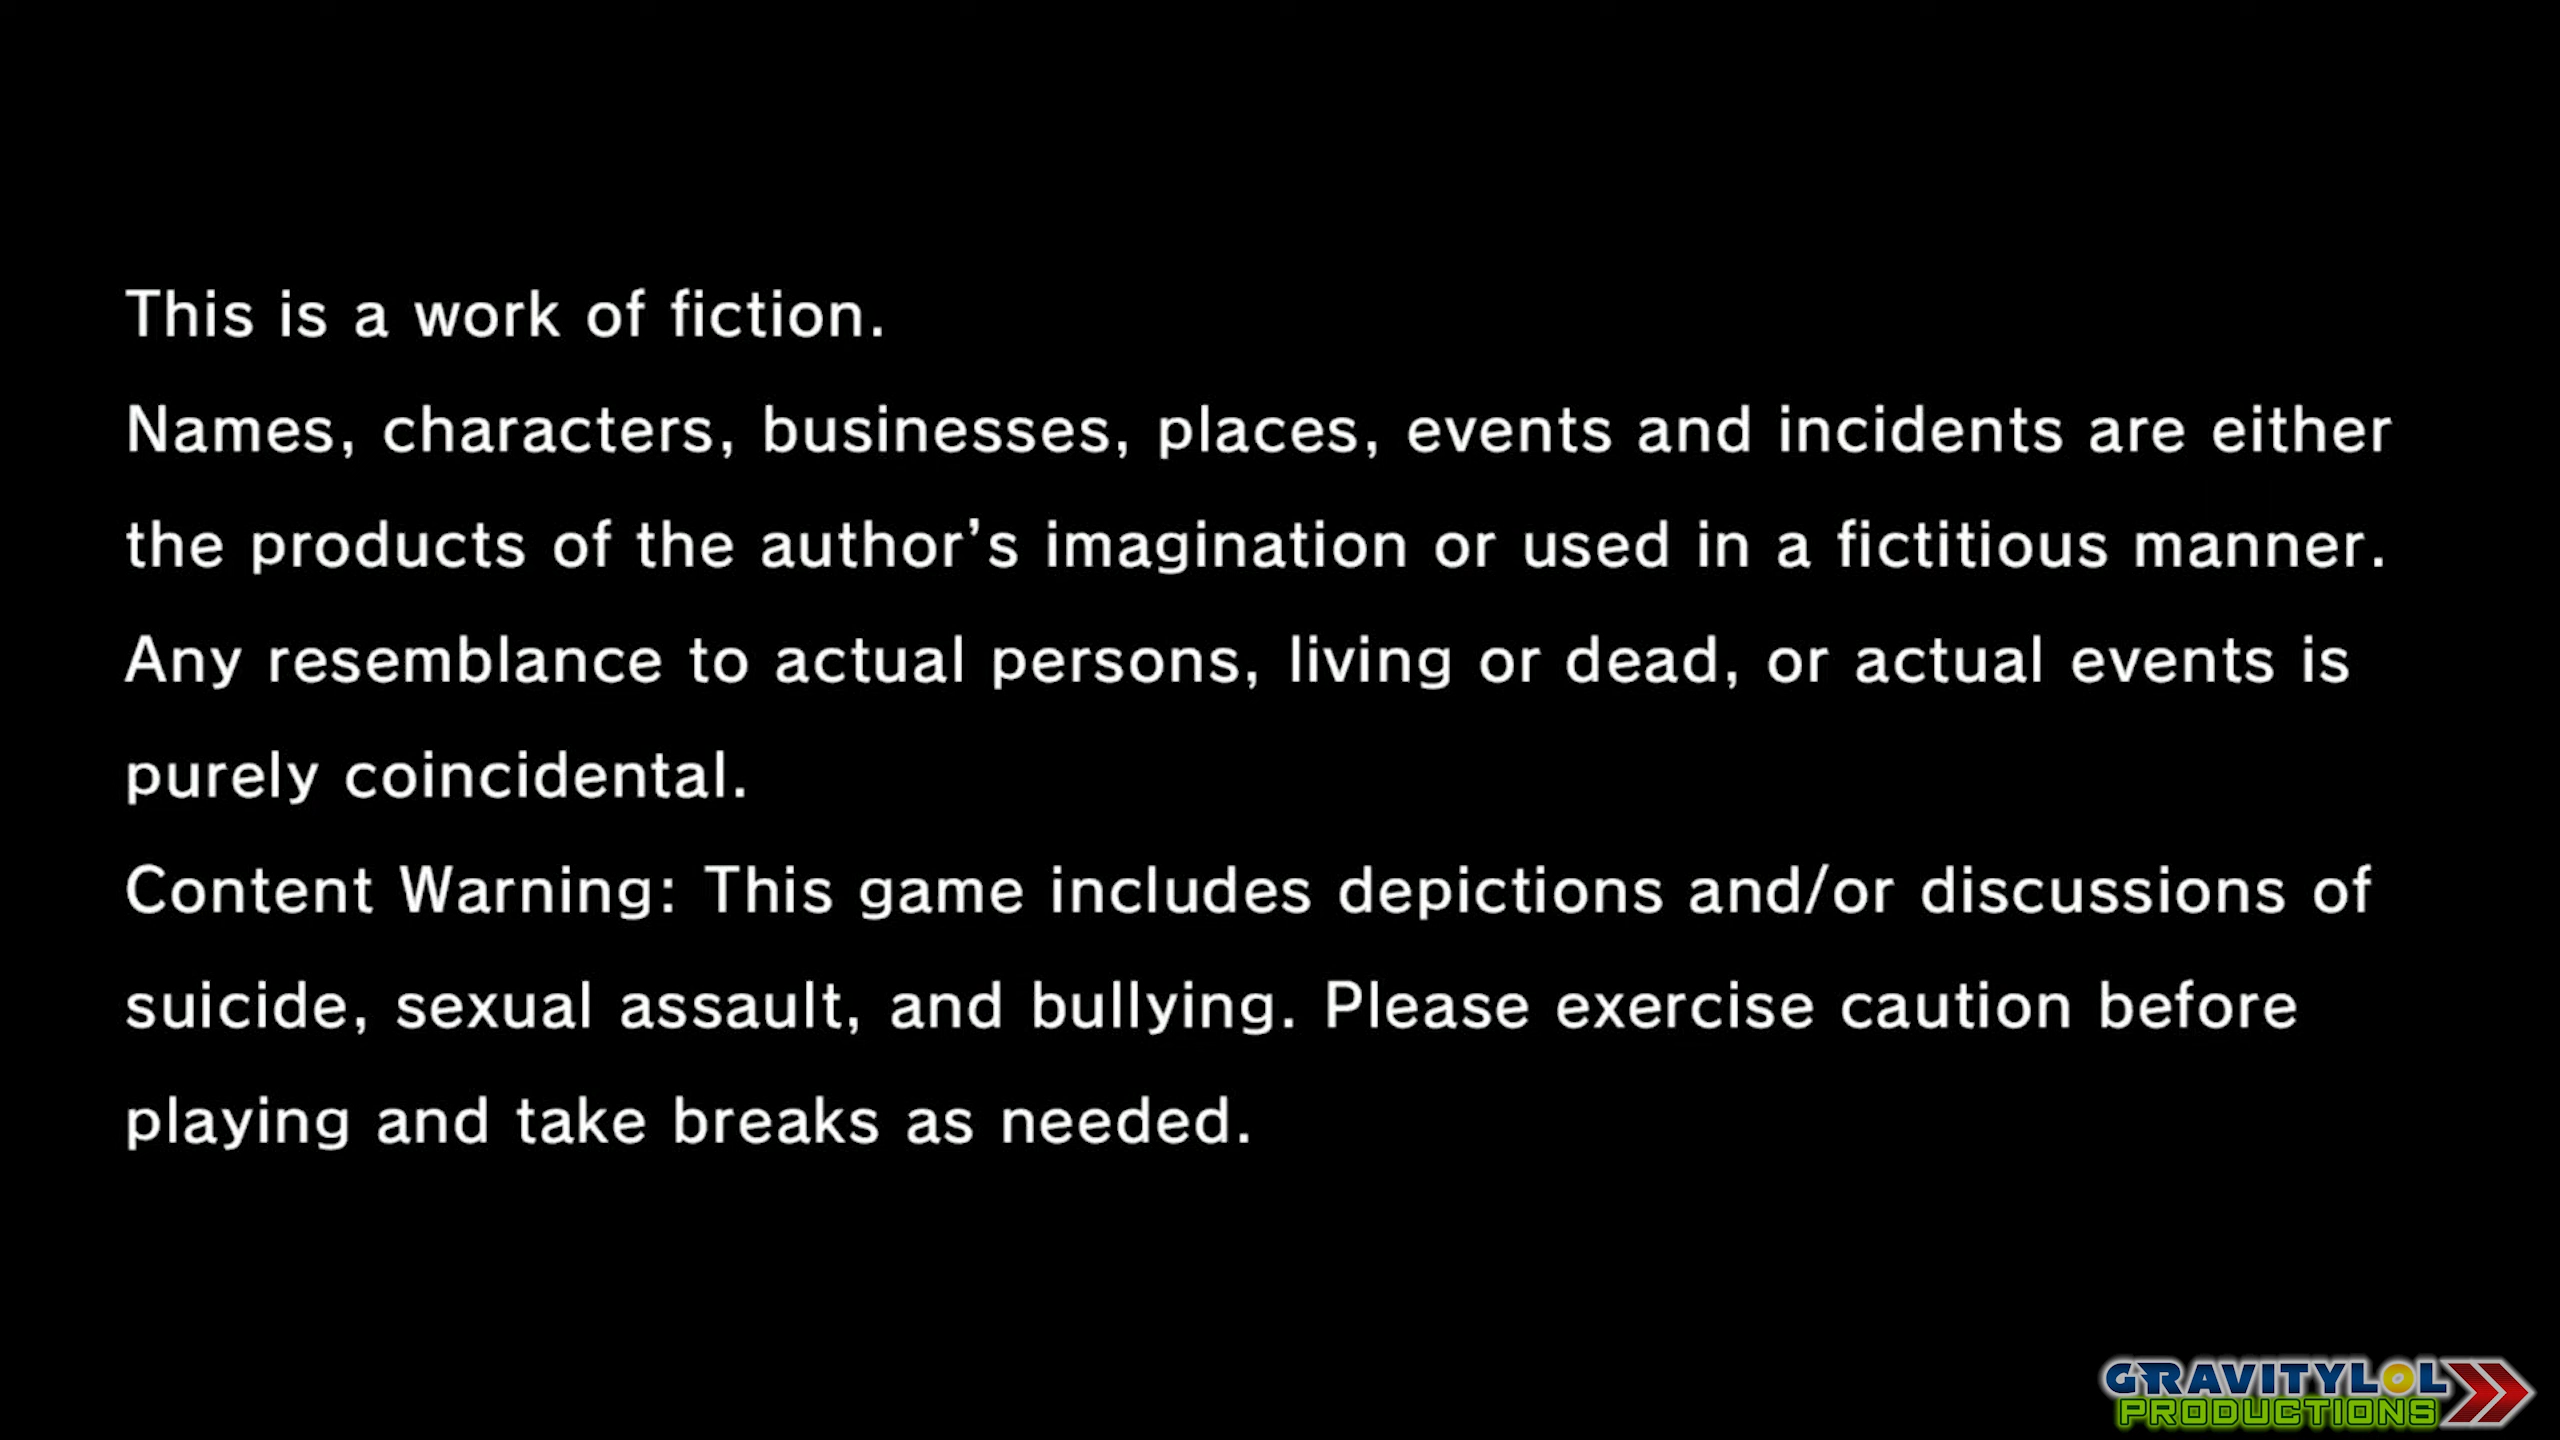 This is a work of fiction.
Names, characters, businesses, places, events and incidents are either
the products of the author’s imagination or used in a fictitious manner.
Any resemblance to actual persons, living or dead, or actual events is
purely coincidental.
Content Warning: This game includes depictions and/or discussions of
suicide, sexual assault, and bullying. Please exercise caution before
playing and take breaks as needed.
GRAVITYLOL
PRODUCTIONS